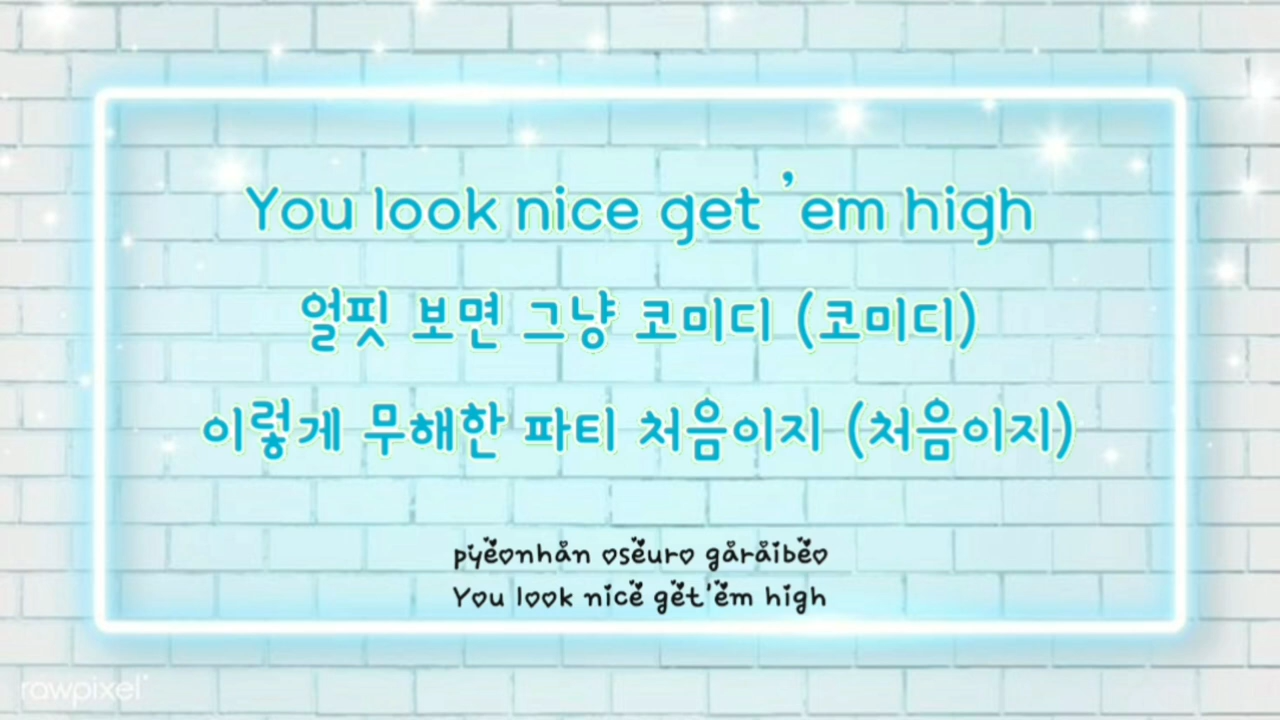 You look nice get ’em high
얼핏 보면 그냥 코미디 (코미디)
이렇게 무해한 파티 처음이지 (처음이지)
pyeonhan oseuro garaibeo
You look nice get'em high
rawpixel